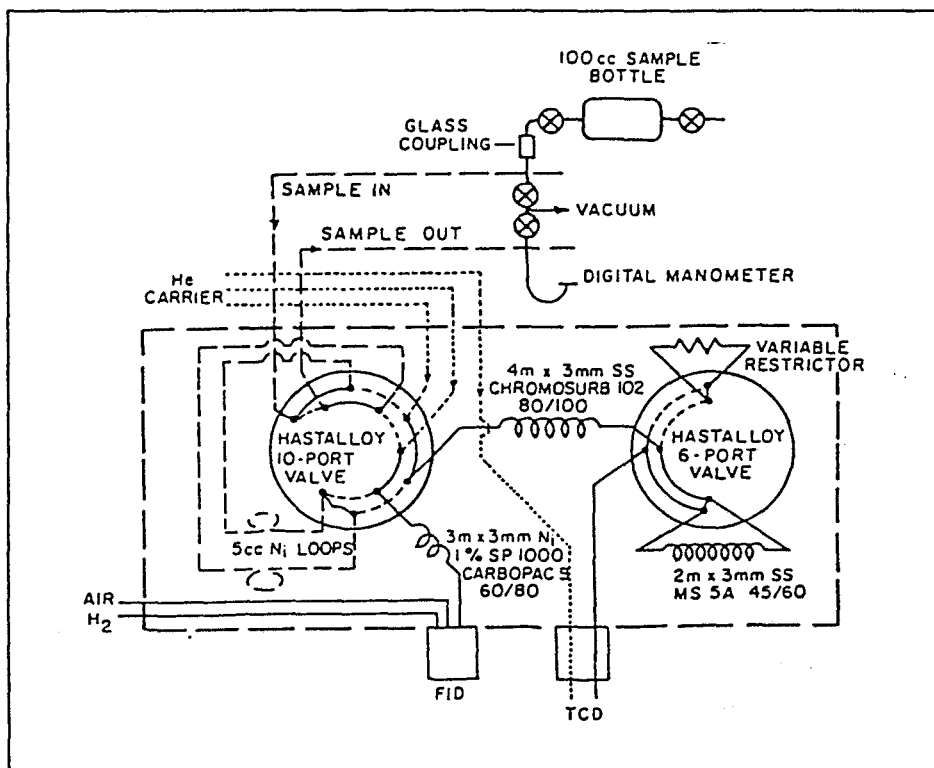 100cc SAMPLE
BOTTLE
GLASS
COUPLING
SAMPLE IN
VACUUM
SAMPLE OUT
DIGITAL MANOMETER
He
CARRIER
4m x 3mm SS
CHROMOSURB 102
80/100
VARIABLE
RESTRICTOR
HASTALLOY
10-PORT
VALVE
HASTALLOY
6-PORT
VALVE
5cc Ni LOOPS
3m x 3mm Ni
1% SP 1000
CARBOPAC S
60/80
2m x 3mm SS
MS 5A 45/60
AIR
H2
FID
TCD